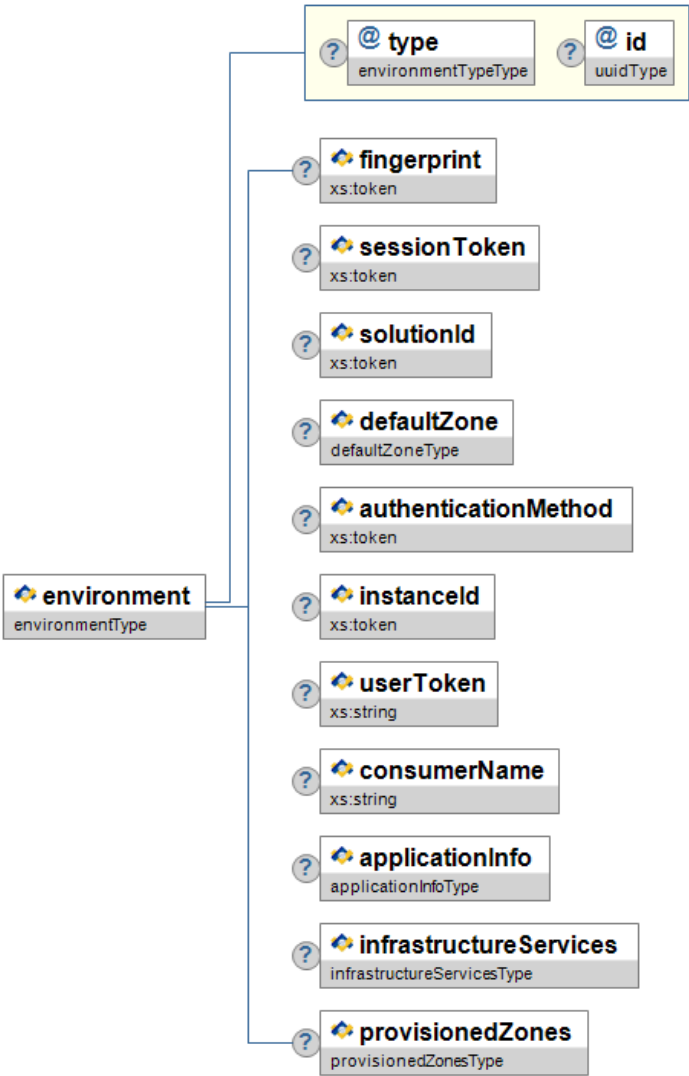 ? @ type ? @ id
environmentTypeType uuidType
? fingerprint
xs:token
? sessionToken
xs:token
? solutionId
xs:token
? defaultZone
defaultZoneType
? authenticationMethod
xs:token
environment
environmentType
? instanceId
xs:token
? userToken
xs:string
? consumerName
xs:string
? applicationInfo
applicationInfoType
? infrastructureServices
infrastructureServicesType
? provisionedZones
provisionedZonesType